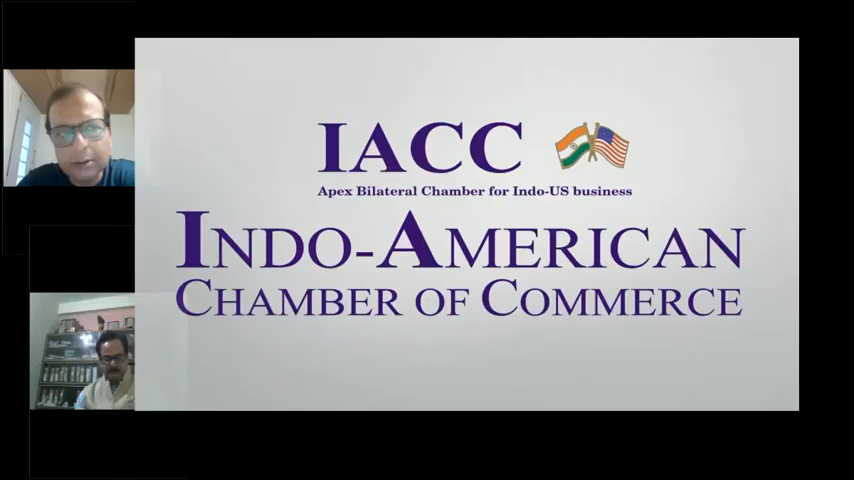 IACC
Apex Bilateral Chamber for Indo-US business
INDO-AMERICAN
CHAMBER OF COMMERCE